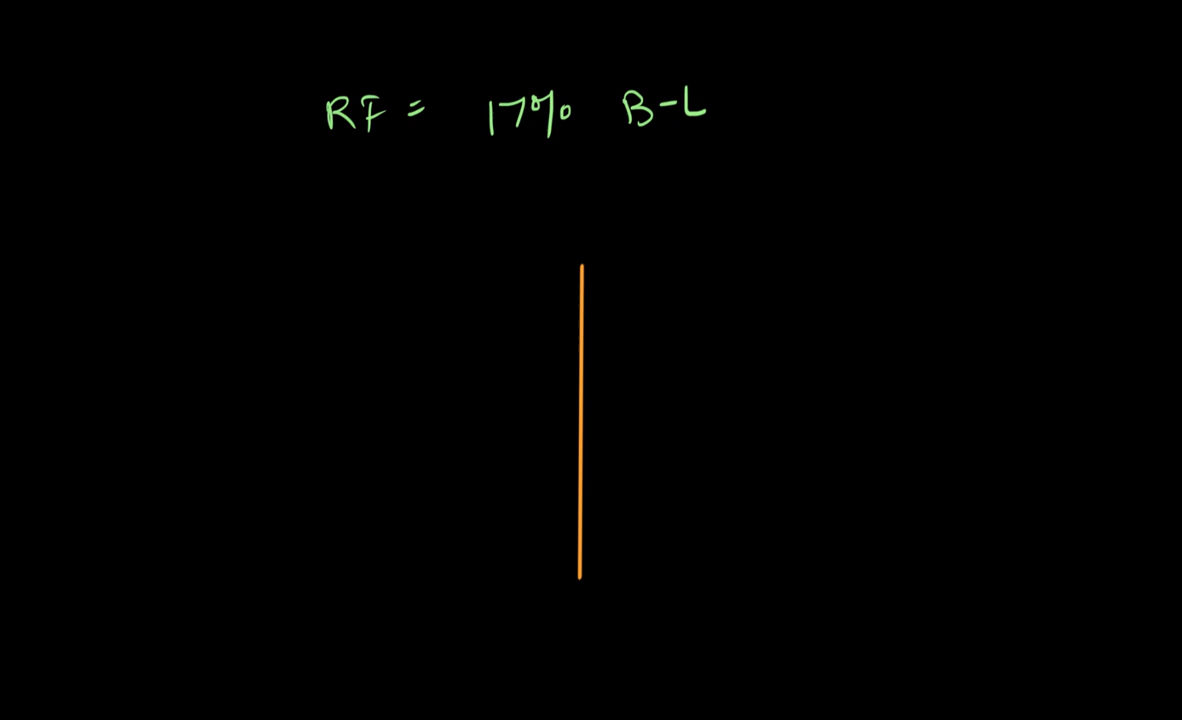 RF = 17% B-L